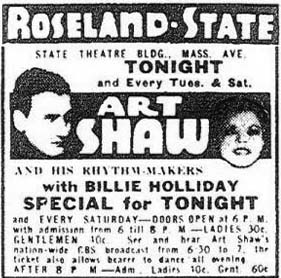 ROSELAND-STATE
STATE THEATRE BLDG., MASS. AVE.
TONIGHT
and Every Tues. & Sat.
ART
SHAW
AND HIS RHYTHM-MAKERS
with BILLIE HOLLIDAY
SPECIAL for TONIGHT
and EVERY SATURDAY—DOORS OPEN at 6 P. M.
with admission from 6 till 8 P. M.—LADIES 30c,
GENTLEMEN 40c. See and hear Art Shaw's
nation-wide CBS broadcast from 6:30 to 7, the
ticket also allows bearer to dance all evening.
AFTER 8 P M—Adm. Ladies 40c, Gent. 60c